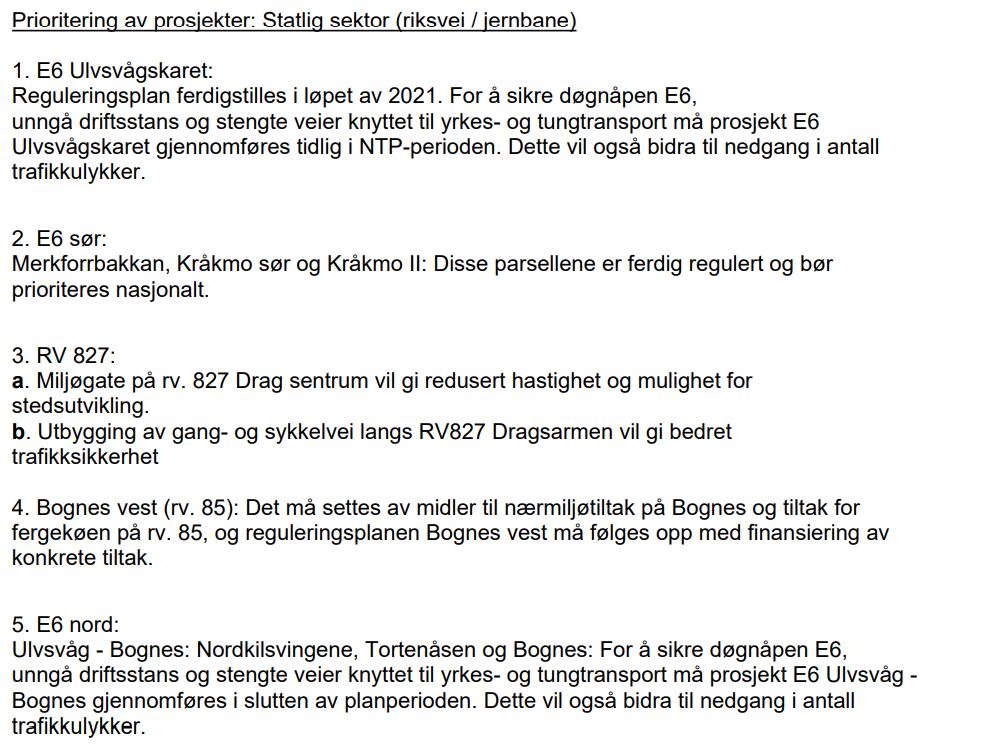 Prioritering av prosjekter: Statlig sektor (riksvei / jernbane)
1. E6 Ulvsvågskaret:
Reguleringsplan ferdigstilles i løpet av 2021. For å sikre døgnåpen E6,
unngå driftsstans og stengte veier knyttet til yrkes- og tungtransport må prosjekt E6
Ulvsvågskaret gjennomføres tidlig i NTP-perioden. Dette vil også bidra til nedgang i antall
trafikkulykker.
2. E6 sør:
Merkforrbakkan, Kråkmo sør og Kråkmo II: Disse parsellene er ferdig regulert og bør
prioriteres nasjonalt.
3. RV 827:
a. Miljøgate på rv. 827 Drag sentrum vil gi redusert hastighet og mulighet for
stedsutvikling.
b. Utbygging av gang- og sykkelvei langs RV827 Dragsarmen vil gi bedret
trafikksikkerhet
4. Bognes vest (rv. 85): Det må settes av midler til nærmiljøtiltak på Bognes og tiltak for
fergekøen på rv. 85, og reguleringsplanen Bognes vest må følges opp med finansiering av
konkrete tiltak.
5. E6 nord:
Ulvsvåg - Bognes: Nordkilsvingene, Tortenåsen og Bognes: For å sikre døgnåpen E6,
unngå driftsstans og stengte veier knyttet til yrkes- og tungtransport må prosjekt E6 Ulvsvåg -
Bognes gjennomføres i slutten av planperioden. Dette vil også bidra til nedgang i antall
trafikkulykker.